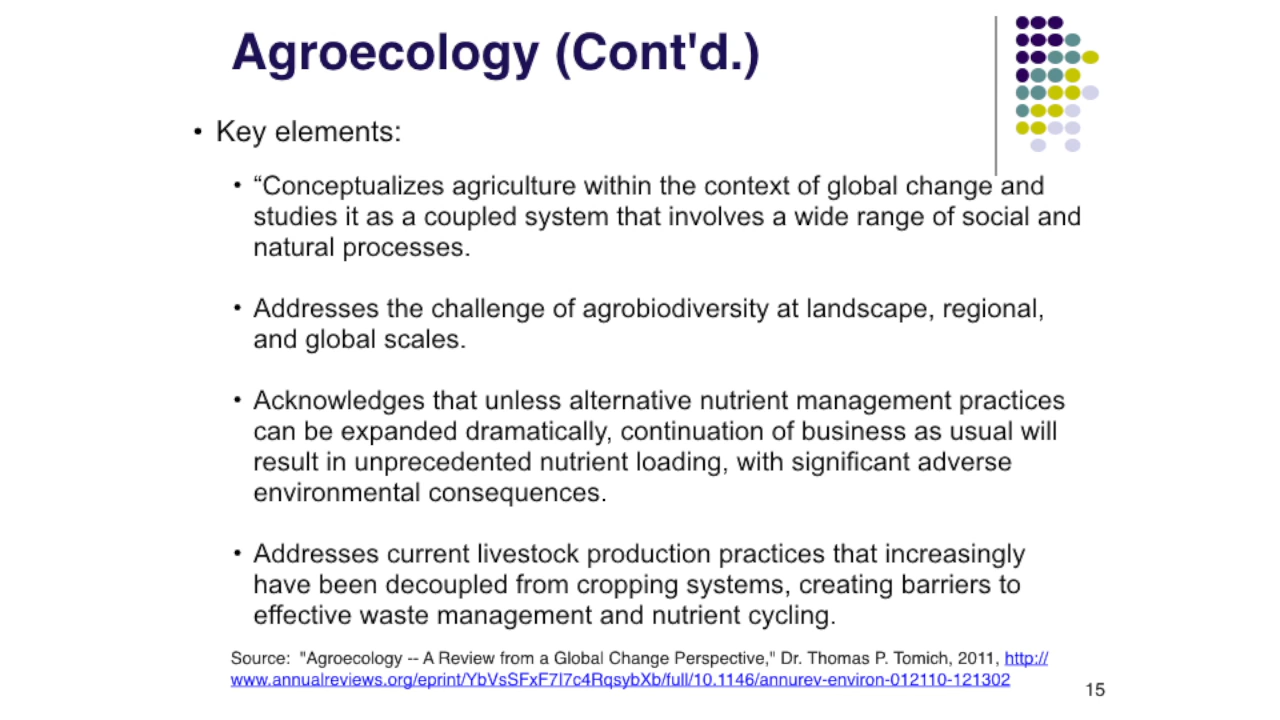 Agroecology (Cont'd.)
• Key elements:
• “Conceptualizes agriculture within the context of global change and
studies it as a coupled system that involves a wide range of social and
natural processes.
• Addresses the challenge of agrobiodiversity at landscape, regional,
and global scales.
• Acknowledges that unless alternative nutrient management practices
can be expanded dramatically, continuation of business as usual will
result in unprecedented nutrient loading, with significant adverse
environmental consequences.
• Addresses current livestock production practices that increasingly
have been decoupled from cropping systems, creating barriers to
effective waste management and nutrient cycling.
Source:  "Agroecology -- A Review from a Global Change Perspective," Dr. Thomas P. Tomich, 2011, http://
www.annualreviews.org/eprint/YbVsSFxF7I7c4RqsybXb/full/10.1146/annurev-environ-012110-121302
15